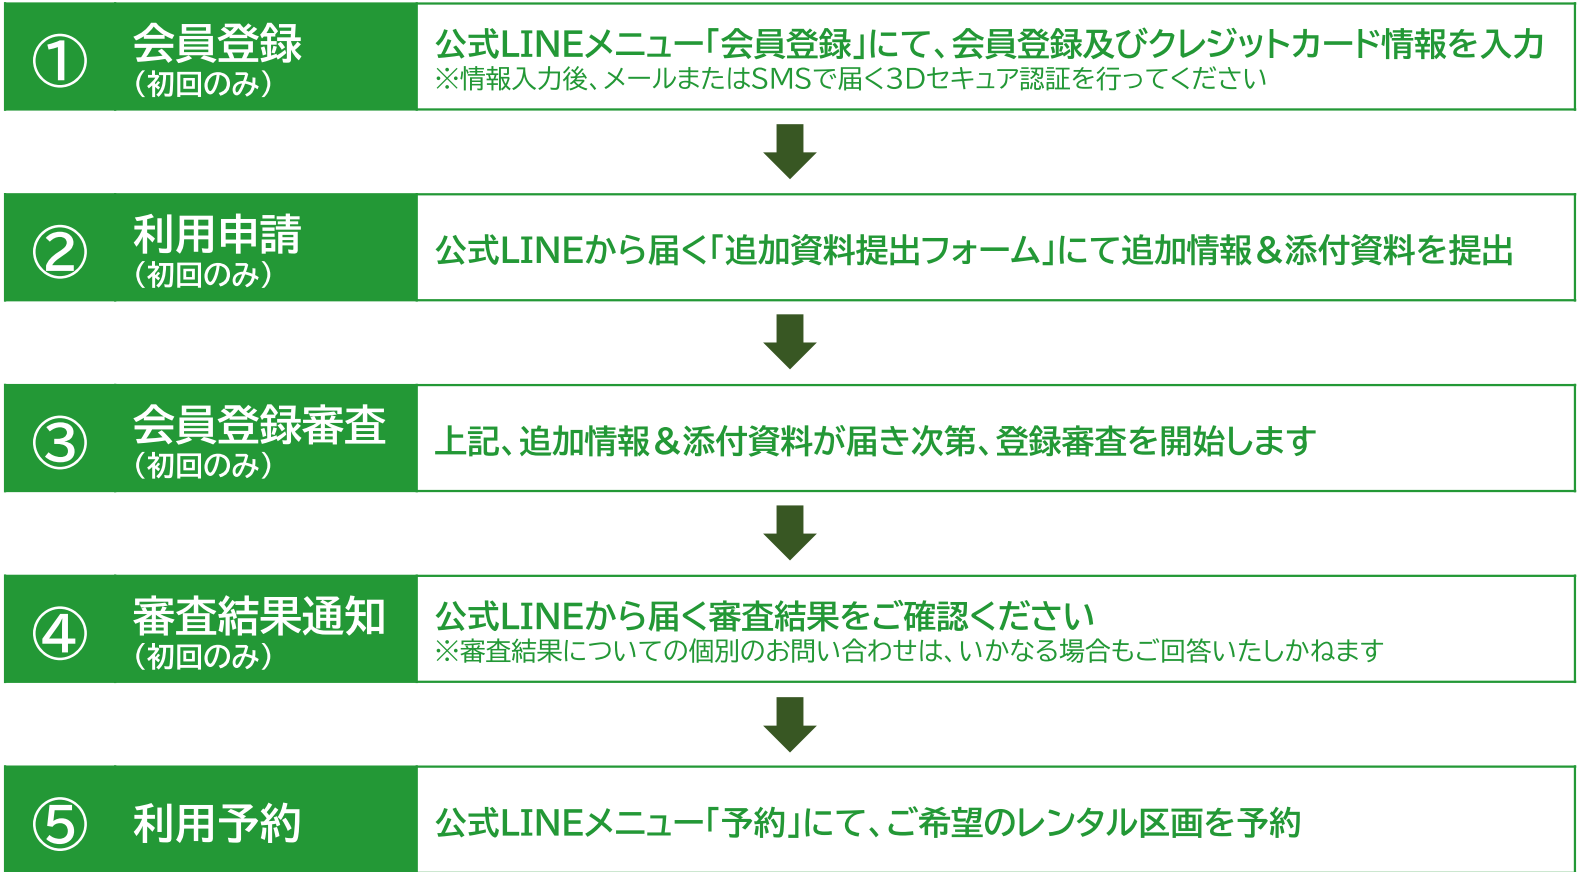 ① 会員登録
(初回のみ)
公式LINEメニュー「会員登録」にて、会員登録及びクレジットカード情報を入力
※情報入力後、メールまたはSMSで届く3Dセキュア認証を行ってください
② 利用申請
(初回のみ)
公式LINEから届く「追加資料提出フォーム」にて追加情報&添付資料を提出
③ 会員登録審査
(初回のみ)
上記、追加情報&添付資料が届き次第、登録審査を開始します
④ 審査結果通知
(初回のみ)
公式LINEから届く審査結果をご確認ください
※審査結果についての個別のお問い合わせは、いかなる場合もご回答いたしかねます
⑤ 利用予約
公式LINEメニュー「予約」にて、ご希望のレンタル区画を予約